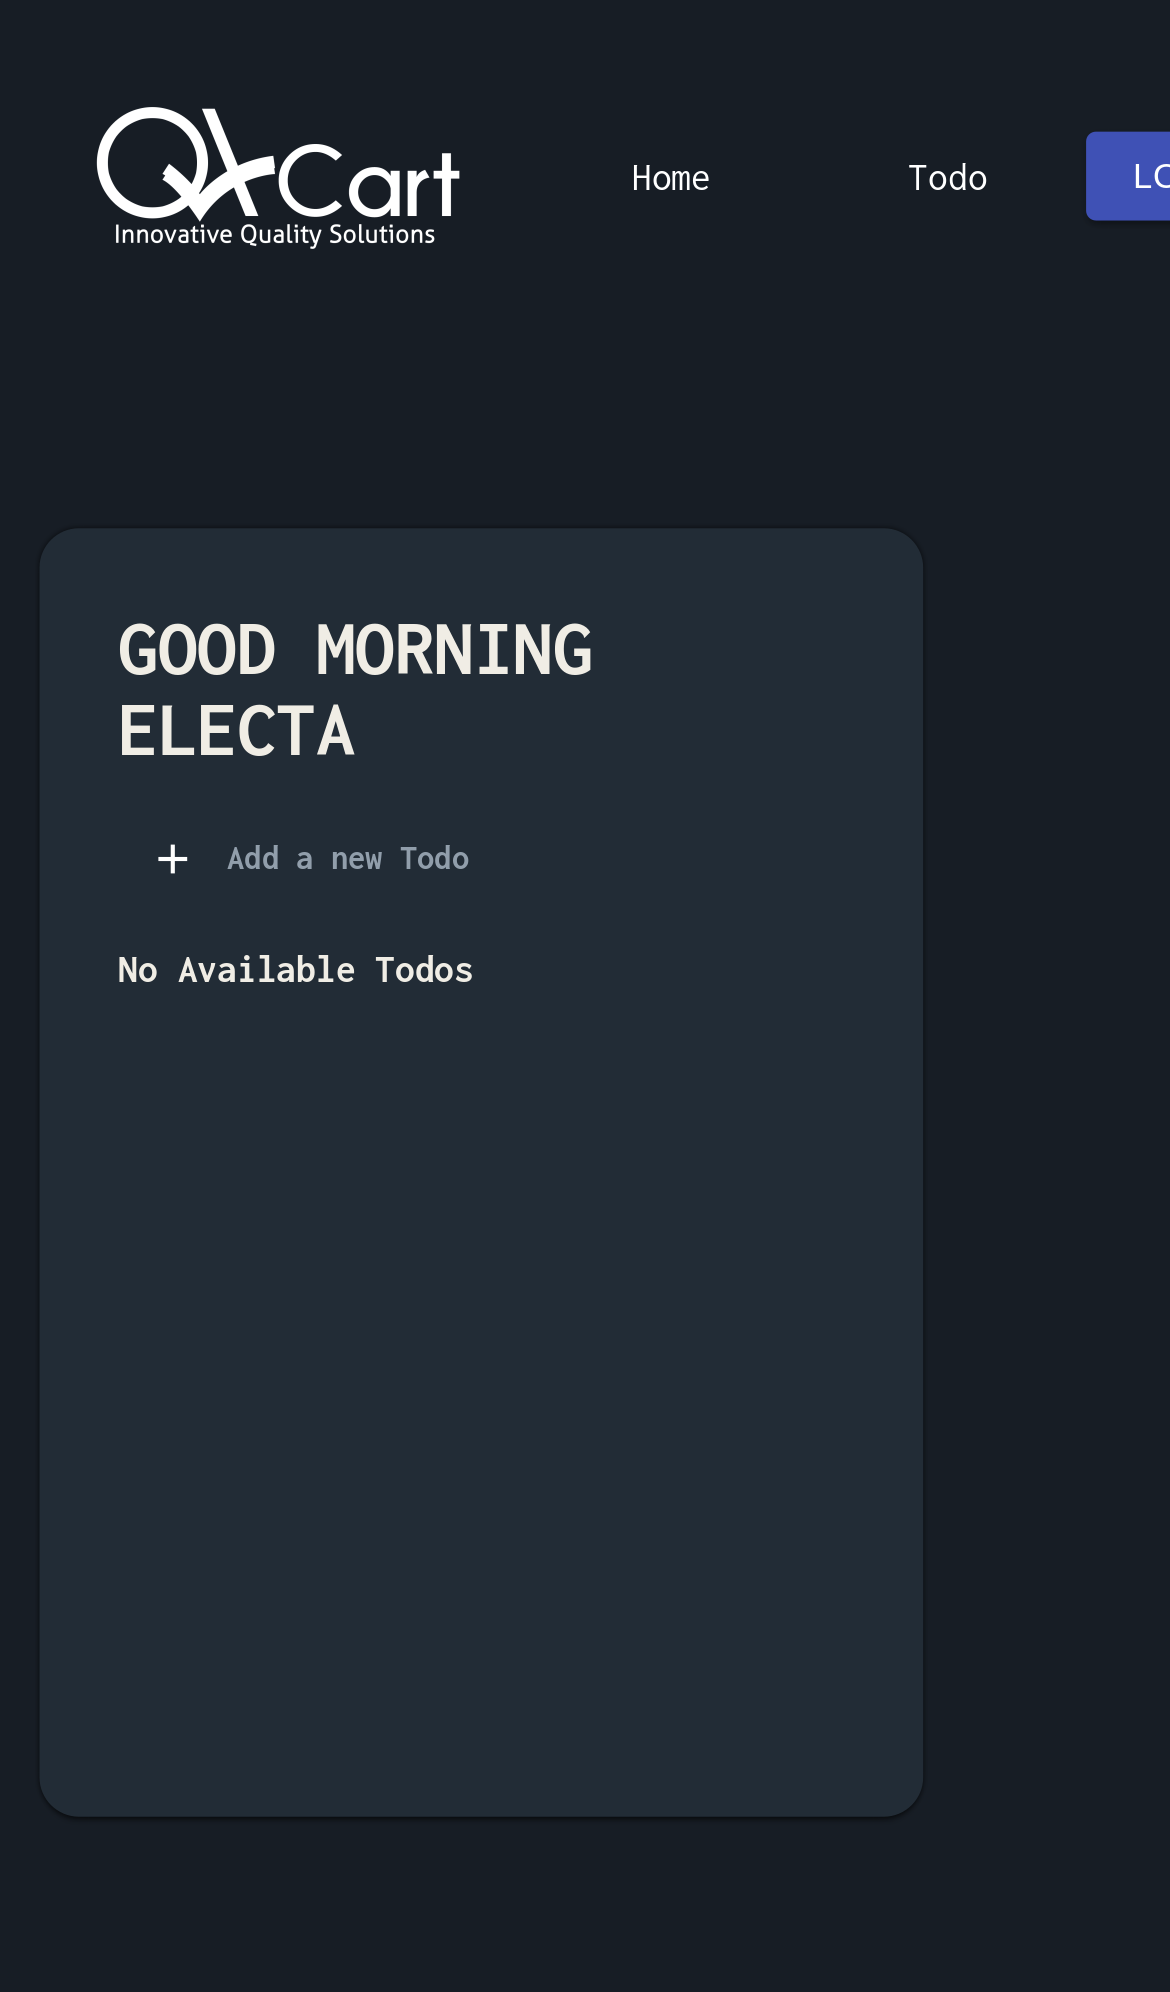 QACart
Innovative Quality Solutions
Home
Todo
LO
GOOD MORNING
ELECTA
+ Add a new Todo
No Available Todos